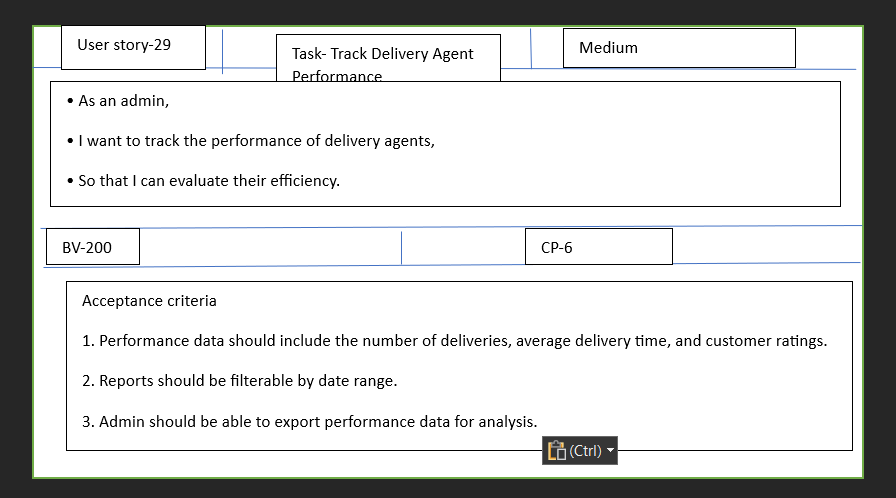 User story-29
Task- Track Delivery Agent
Performance
Medium
• As an admin,
• I want to track the performance of delivery agents,
• So that I can evaluate their efficiency.
BV-200
CP-6
Acceptance criteria
1. Performance data should include the number of deliveries, average delivery time, and customer ratings.
2. Reports should be filterable by date range.
3. Admin should be able to export performance data for analysis.
(Ctrl)